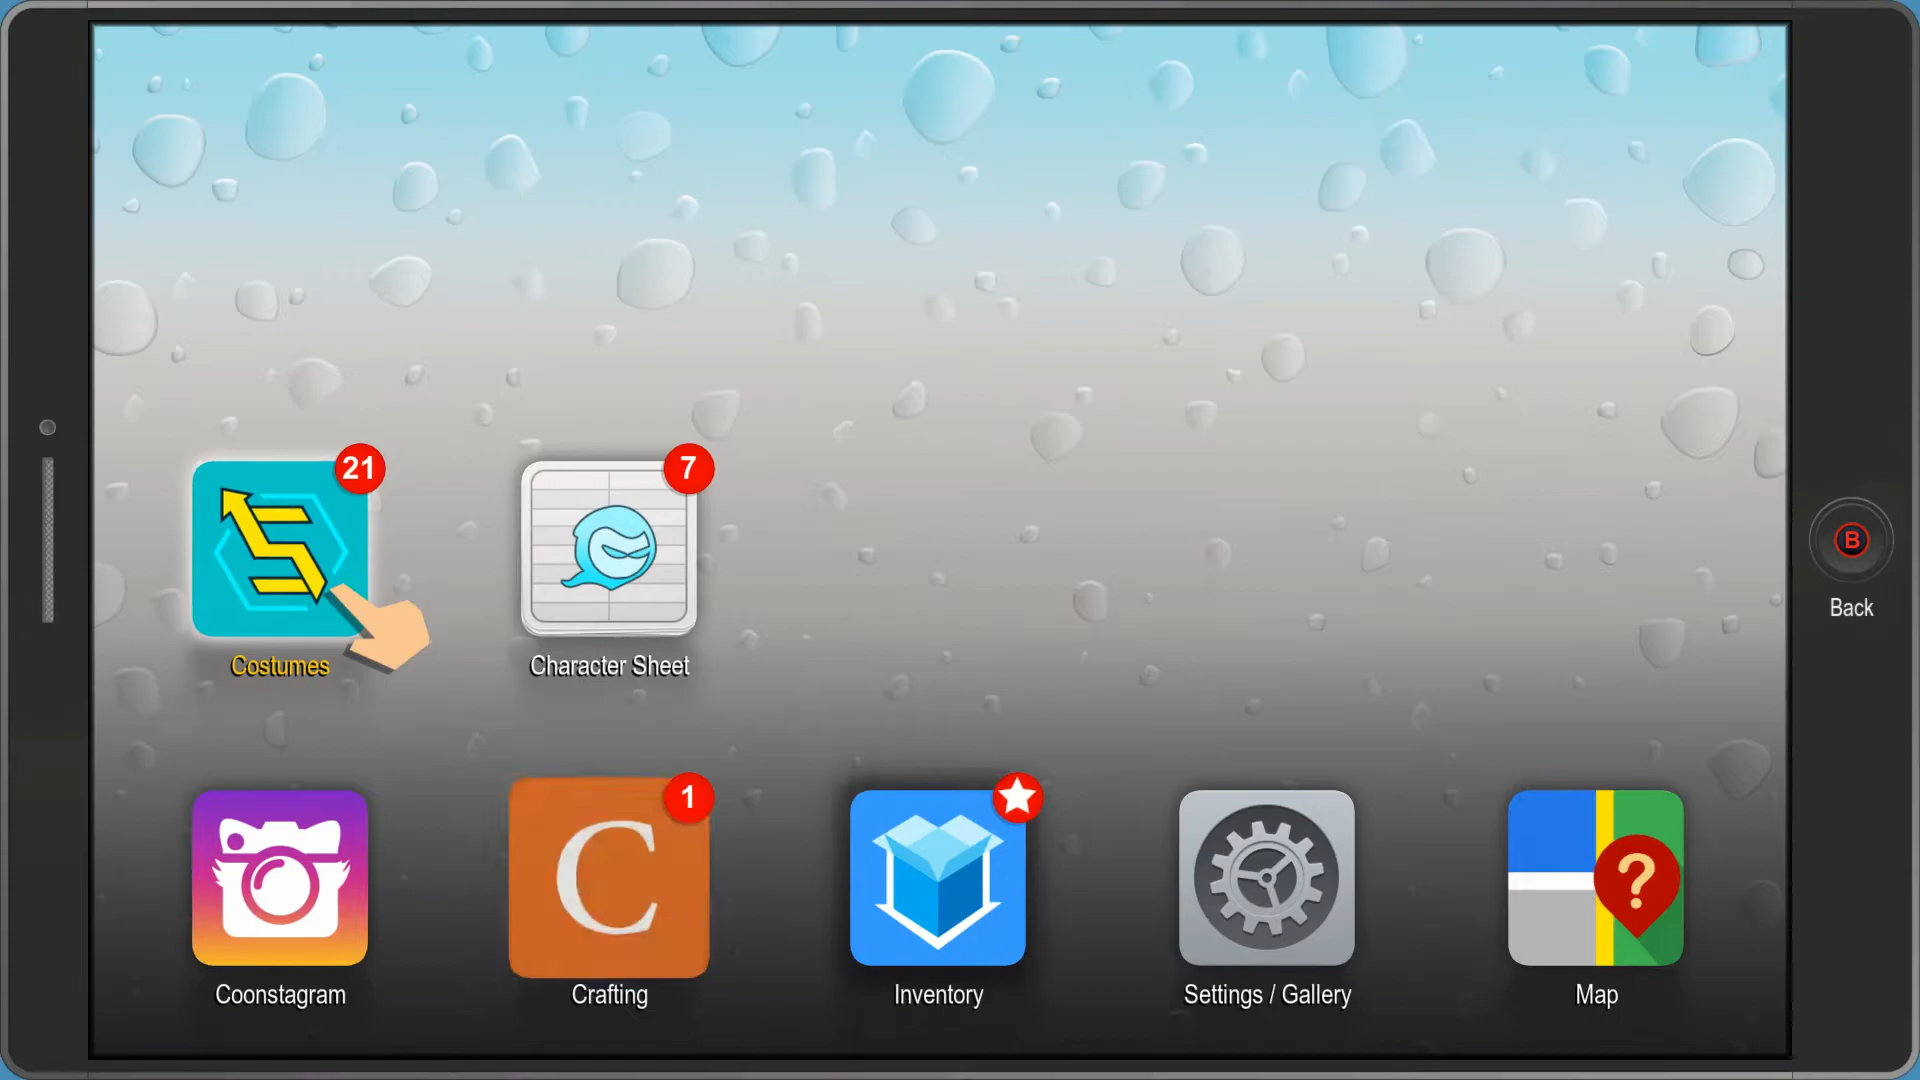 21
7
Costumes
Character Sheet
B
Back
1
C
?
Coonstagram
Crafting
Inventory
Settings / Gallery
Map